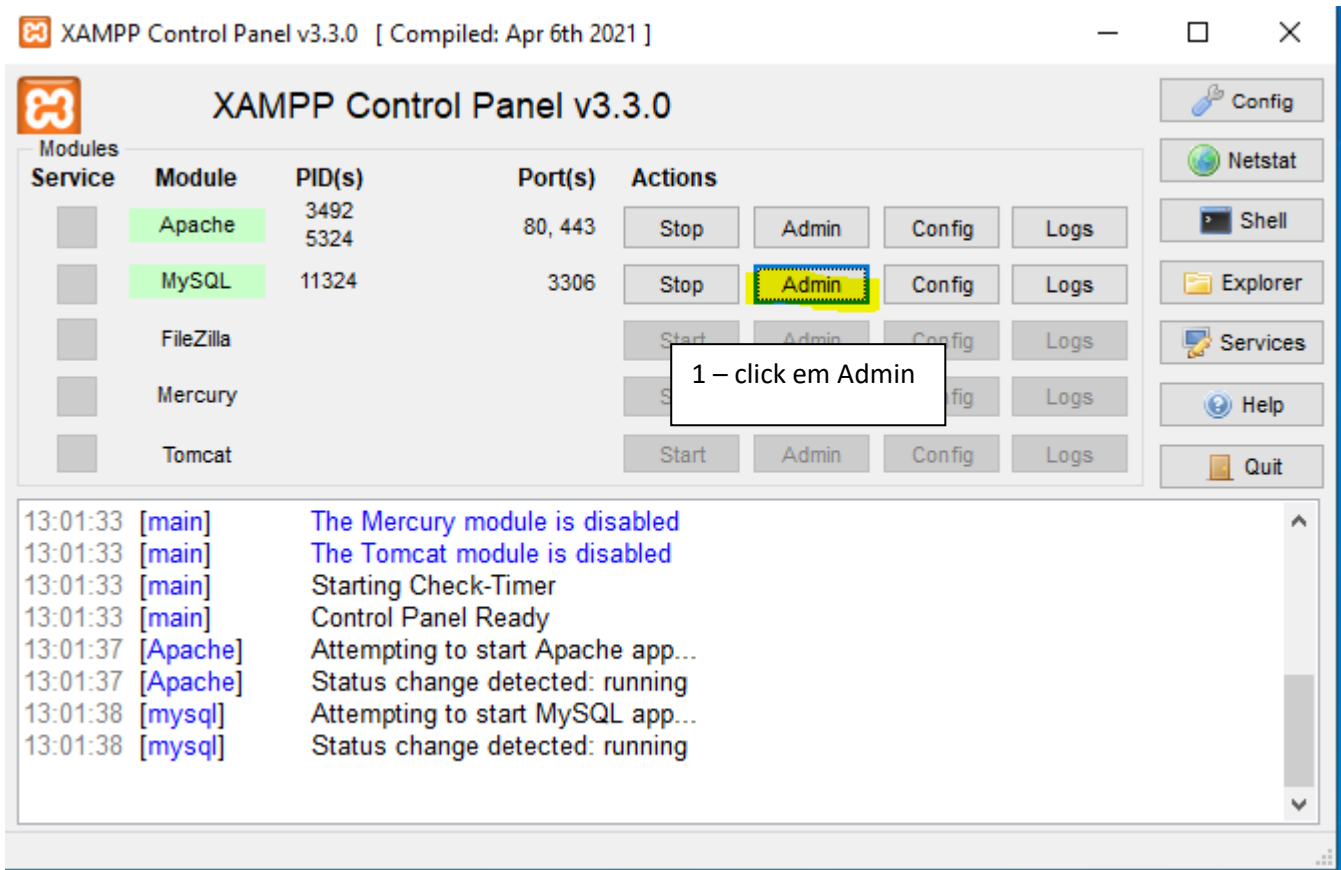 XAMPP Control Panel v3.3.0 [ Compiled: Apr 6th 2021 ]
XAMPP Control Panel v3.3.0
Config
Modules
Netstat
Service Module PID(s) Port(s) Actions
Apache 3492 5324 80, 443 Stop Admin Config Logs
Shell
MySQL 11324 3306 Stop Admin Config Logs
Explorer
FileZilla Start Admin Config Logs
Services
1 – click em Admin
Mercury Logs
Help
Tomcat Start Admin Config Logs
Quit
13:01:33 [main] The Mercury module is disabled
13:01:33 [main] The Tomcat module is disabled
13:01:33 [main] Starting Check-Timer
13:01:33 [main] Control Panel Ready
13:01:37 [Apache] Attempting to start Apache app...
13:01:37 [Apache] Status change detected: running
13:01:38 [mysql] Attempting to start MySQL app...
13:01:38 [mysql] Status change detected: running